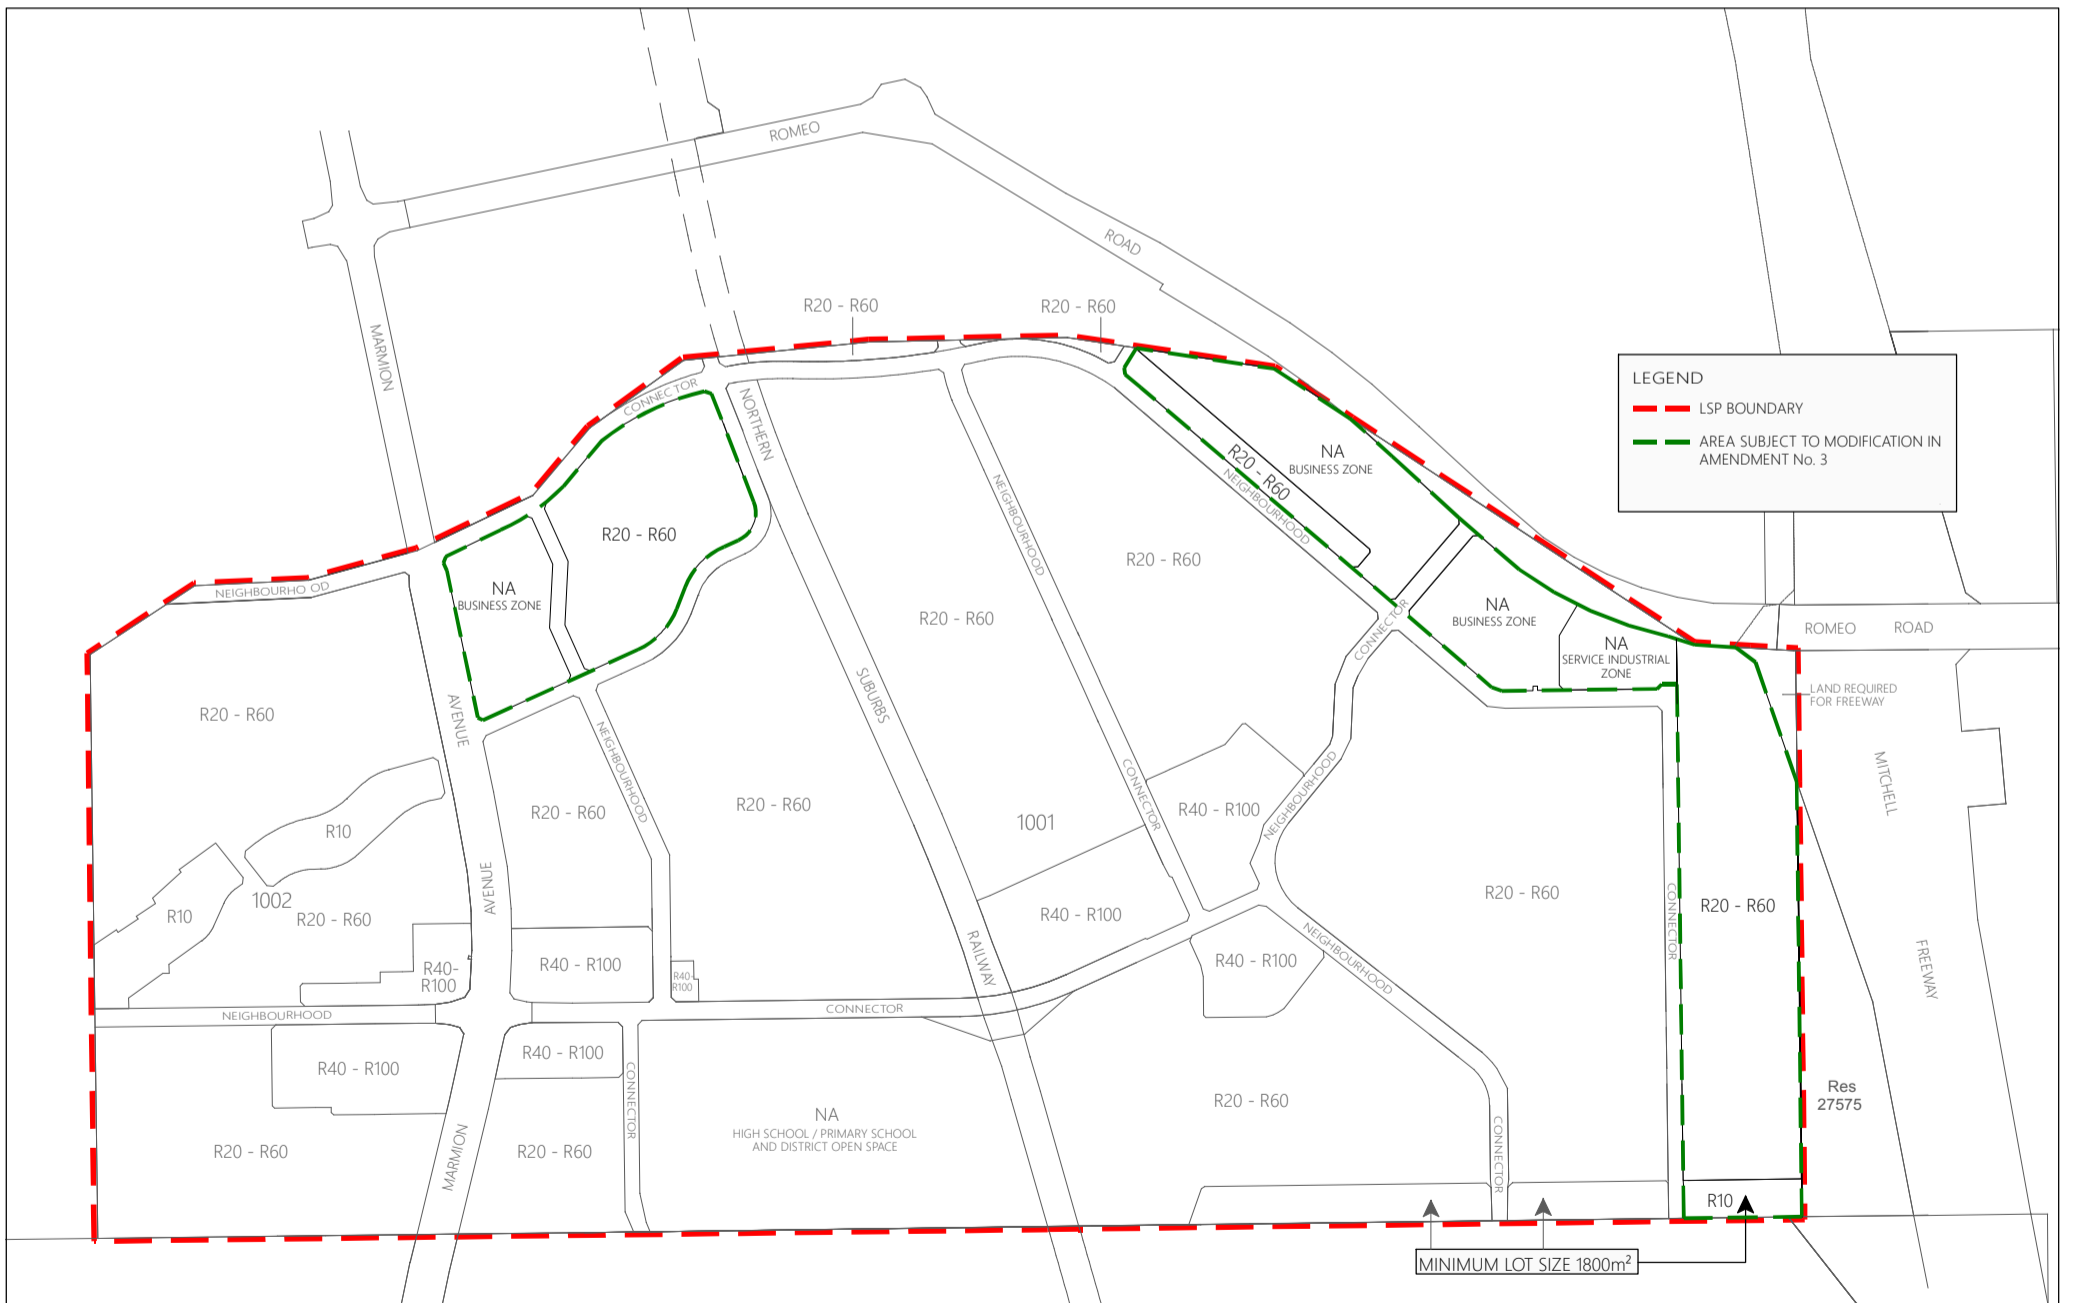 ROMEO
ROAD
MARMION
R20 - R60
R20 - R60
LEGEND
LSP BOUNDARY
AREA SUBJECT TO MODIFICATION IN
AMENDMENT No. 3
CONNECTOR
NORTHERN
NA
BUSINESS ZONE
R20 - R60
NEIGHBOURHOOD
NEIGHBOURHOOD
R20 - R60
R20 - R60
NEIGHBOURHO OD
NA
BUSINESS ZONE
R20 - R60
NA
BUSINESS ZONE
CONNECTOR
NA
SERVICE INDUSTRIAL
ZONE
ROMEO ROAD
LAND REQUIRED
FOR FREEWAY
R20 - R60
AVENUE
SUBURBS
NEIGHBOURHOOD
R20 - R60
R20 - R60
1001
CONNECTOR
R40 - R100
NEIGHBOURHOOD
MITCHELL
R10
R10
1002
R20 - R60
AVENUE
R40 - R100
R20 - R60
CONNECTOR
R20 - R60
R40-
R100
R40 - R100
R40-
R100
RAILWAY
R40 - R100
NEIGHBOURHOOD
FREEWAY
NEIGHBOURHOOD
CONNECTOR
R40 - R100
R40 - R100
CONNECTOR
NA
HIGH SCHOOL / PRIMARY SCHOOL
AND DISTRICT OPEN SPACE
R20 - R60
Res
27575
R20 - R60
MARMION
R20 - R60
CONNECTOR
R10
MINIMUM LOT SIZE 1800m²